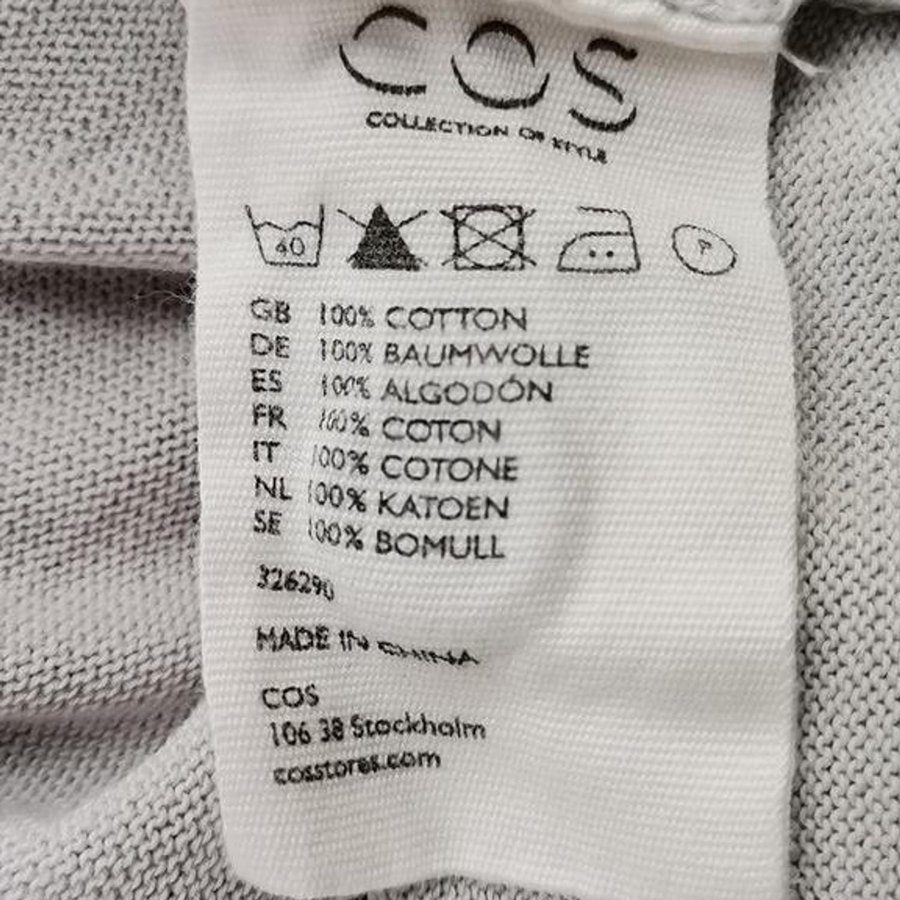 COS
COLLECTION OF STYLE
40 P
GB 100% COTTON
DE 100% BAUMWOLLE
ES 100% ALGODÓN
FR 100% COTON
IT 100% COTONE
NL 100% KATOEN
SE 100% BOMULL
326290
MADE IN CHINA
COS
106 38 Stockholm
cosstores.com